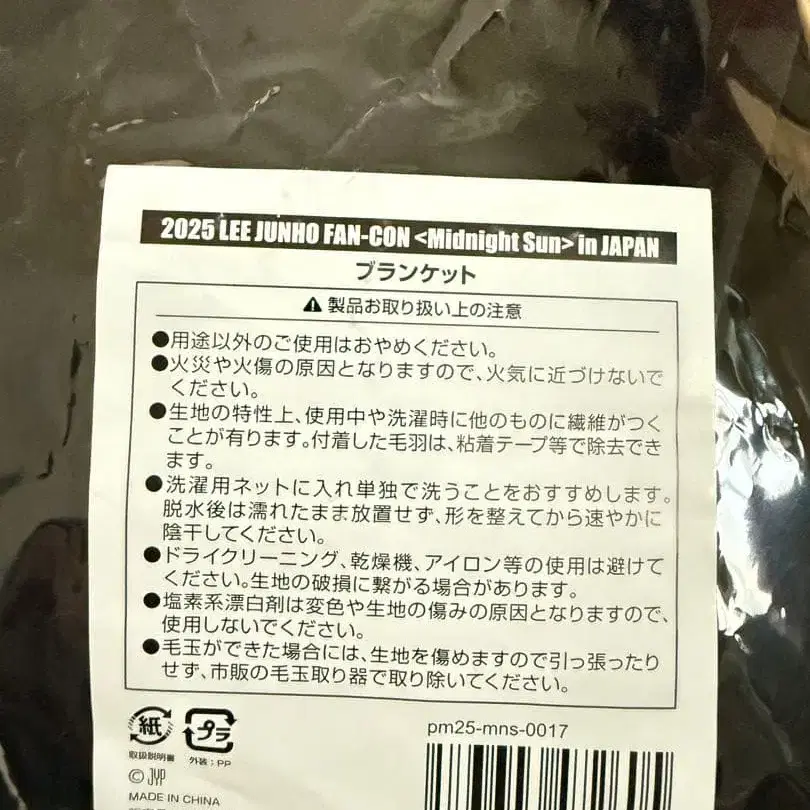 2025 LEE JUNHO FAN-CON <Midnight Sun> in JAPAN
ブランケット
製品お取り扱い上の注意
●用途以外のご使用はおやめください。
●火災や火傷の原因となりますので、火気に近づけないで
ください。
●生地の特性上、使用中や洗濯時に他のものに繊維がつく
ことが有ります。付着した毛羽は、粘着テープ等で除去でき
ます。
●洗濯用ネットに入れ単独で洗うことをおすすめします。
脱水後は濡れたまま放置せず、形を整えてから速やかに
陰干してください。
●ドライクリーニング、乾燥機、アイロン等の使用は避けて
ください。生地の破損に繋がる場合があります。
●塩素系漂白剤は変色や生地の傷みの原因となりますので、
使用しないでください。
●毛玉ができた場合には、生地を傷めますので引っ張ったり
せず、市販の毛玉取り器で取り除いてください。
紙 プラ
取扱説明書 外装:PP
pm25-mns-0017
© JYP
MADE IN CHINA